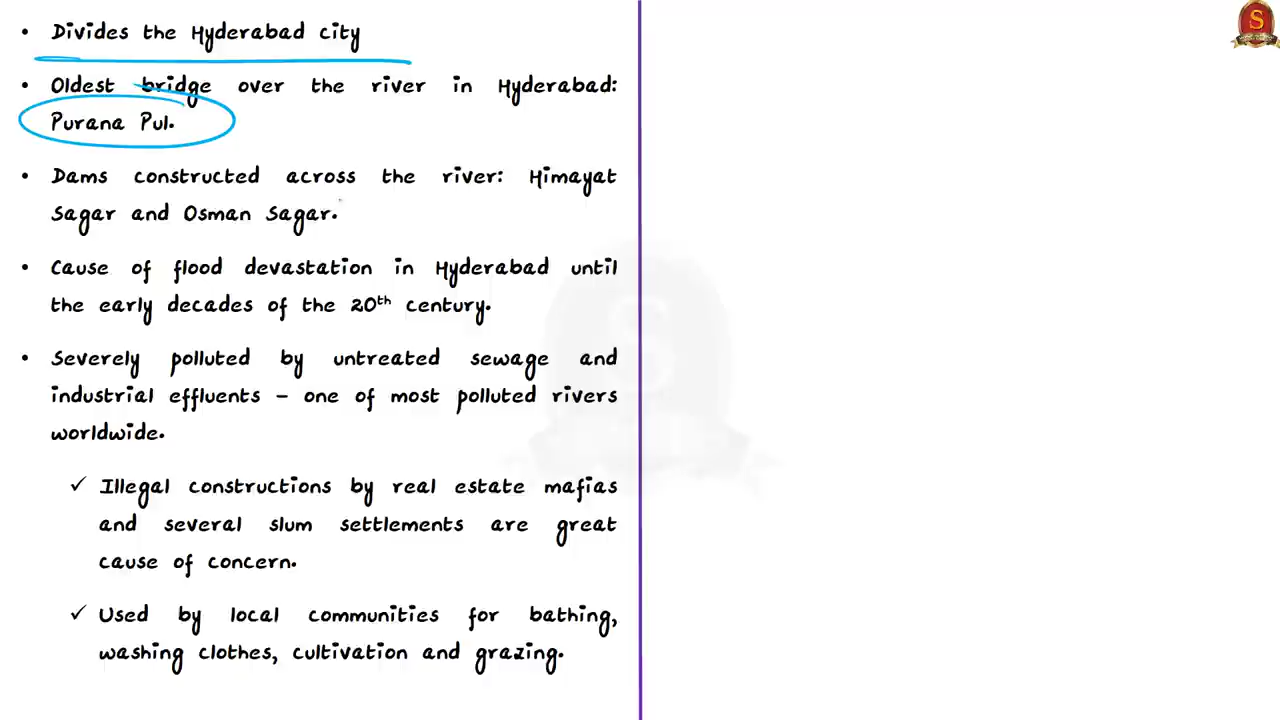 • Divides the Hyderabad city
• Oldest bridge over the river in Hyderabad:
Purana Pul.
• Dams constructed across the river: Himayat
Sagar and Osman Sagar.
• Cause of flood devastation in Hyderabad until
the early decades of the 20th century.
• Severely polluted by untreated sewage and
industrial effluents – one of most polluted rivers
worldwide.
✓ Illegal constructions by real estate mafias
and several slum settlements are great
cause of concern.
✓ Used by local communities for bathing,
washing clothes, cultivation and grazing.
S
S